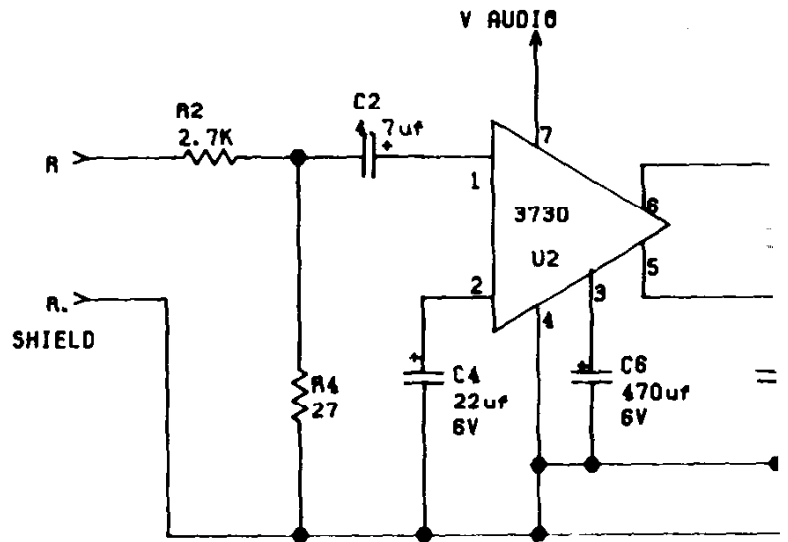 V AUDIO
C2
4.7uf
+
R2
2.7K
R
7
1
3730
U2
6
5
2
3
4
R.
SHIELD
+
C4
22uf
6V
+
C6
470uf
6V
R4
27